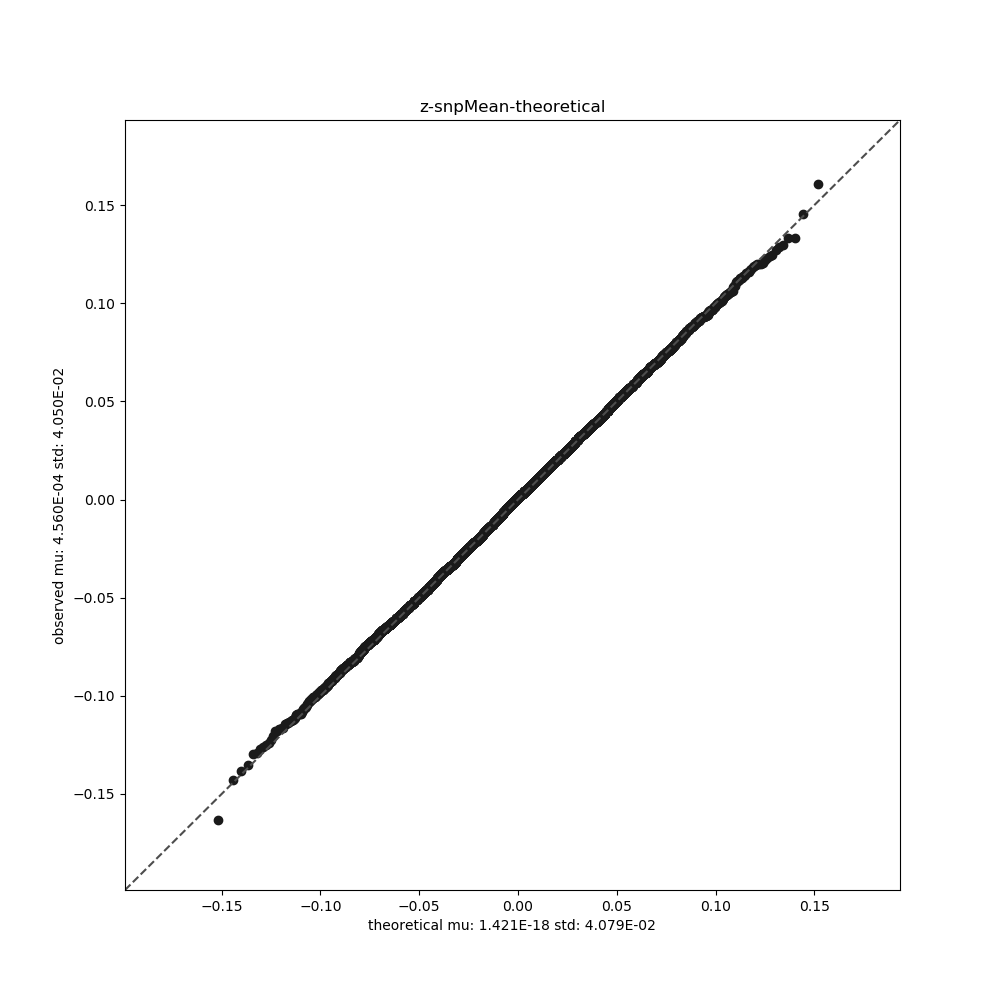 z-snpMean-theoretical
0.15
0.10
0.05
0.00
−0.05
−0.10
−0.15
observed mu: 4.560E-04 std: 4.050E-02
−0.15 −0.10 −0.05 0.00 0.05 0.10 0.15
theoretical mu: 1.421E-18 std: 4.079E-02